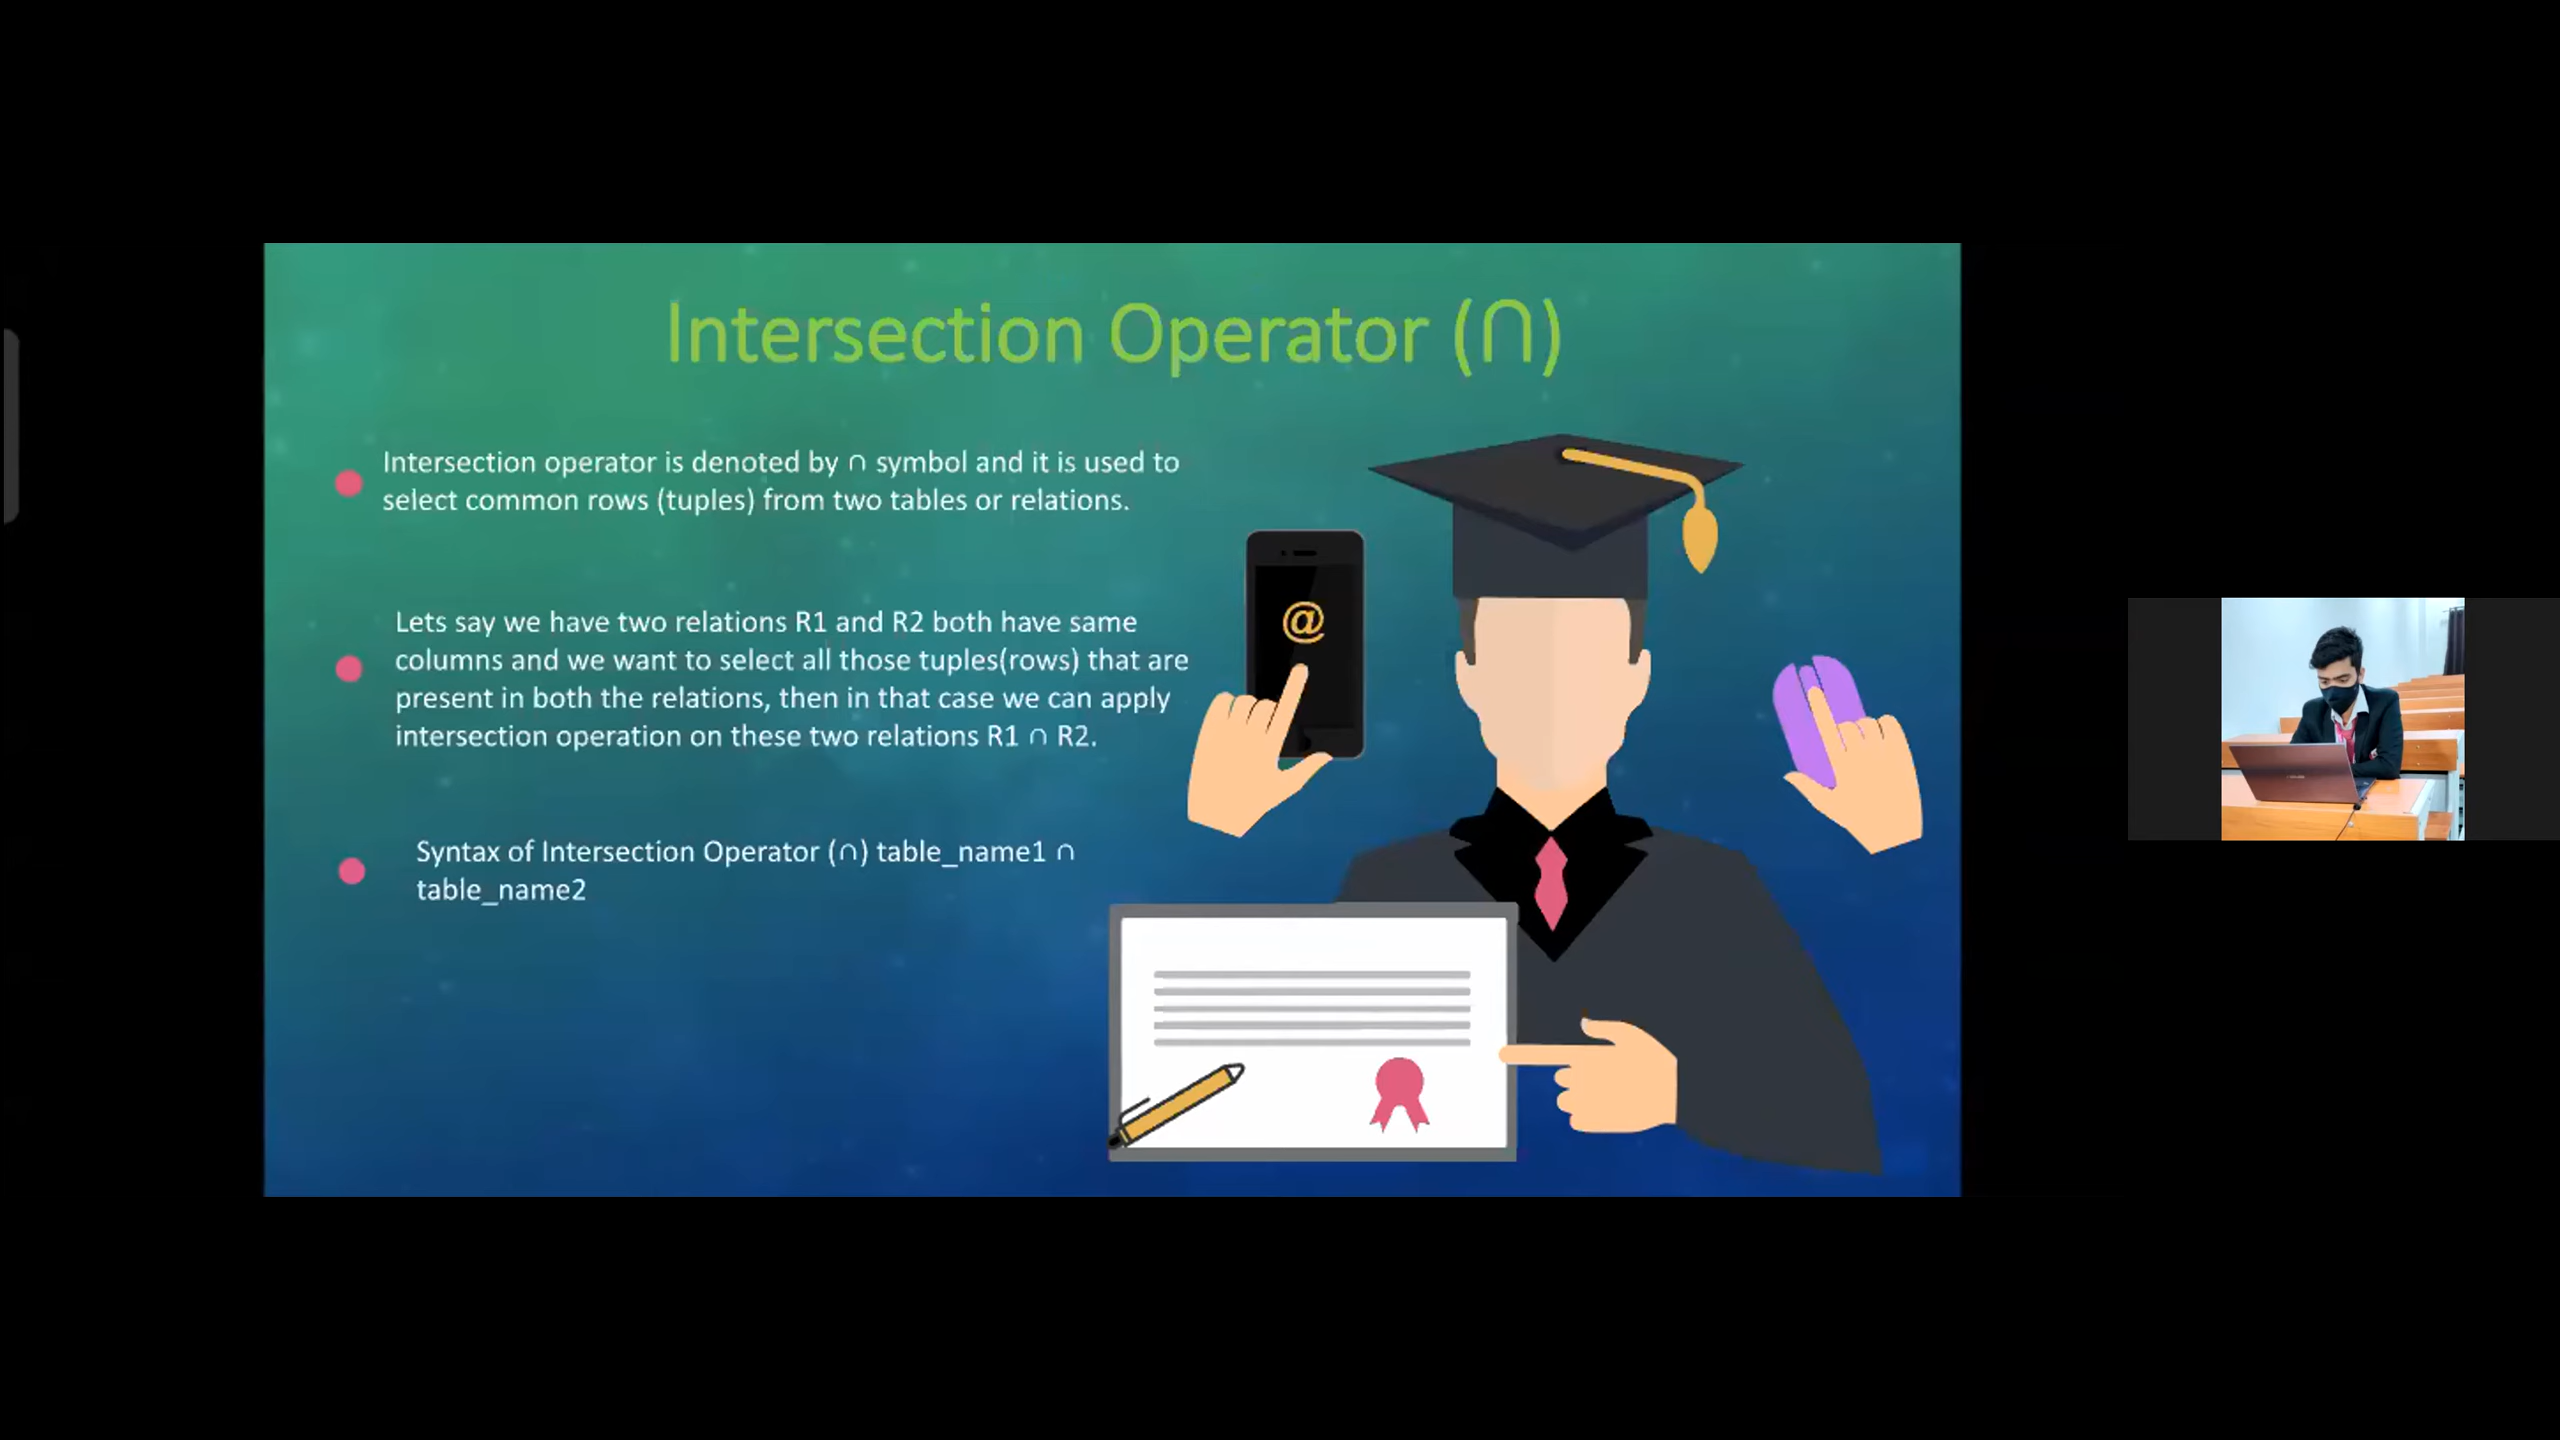 Intersection Operator (∩)
Intersection operator is denoted by ∩ symbol and it is used to
select common rows (tuples) from two tables or relations.
Lets say we have two relations R1 and R2 both have same
columns and we want to select all those tuples(rows) that are
present in both the relations, then in that case we can apply
intersection operation on these two relations R1 ∩ R2.
Syntax of Intersection Operator (∩) table_name1 ∩
table_name2
@